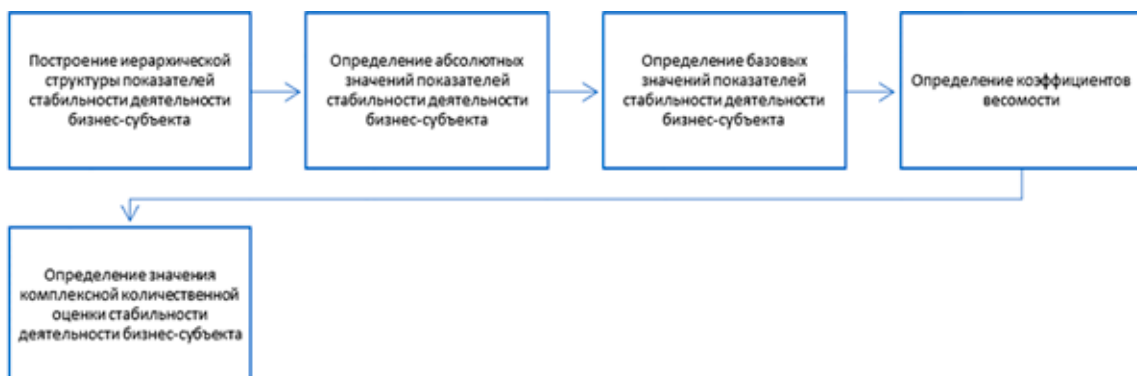 Построение иерархической
структуры показателей
стабильности деятельности
бизнес-субъекта
Определение абсолютных
значений показателей
стабильности деятельности
бизнес-субъекта
Определение базовых
значений показателей
стабильности деятельности
бизнес-субъекта
Определение коэффициентов
весомости
Определение значения
комплексной количественной
оценки стабильности
деятельности бизнес-субъекта